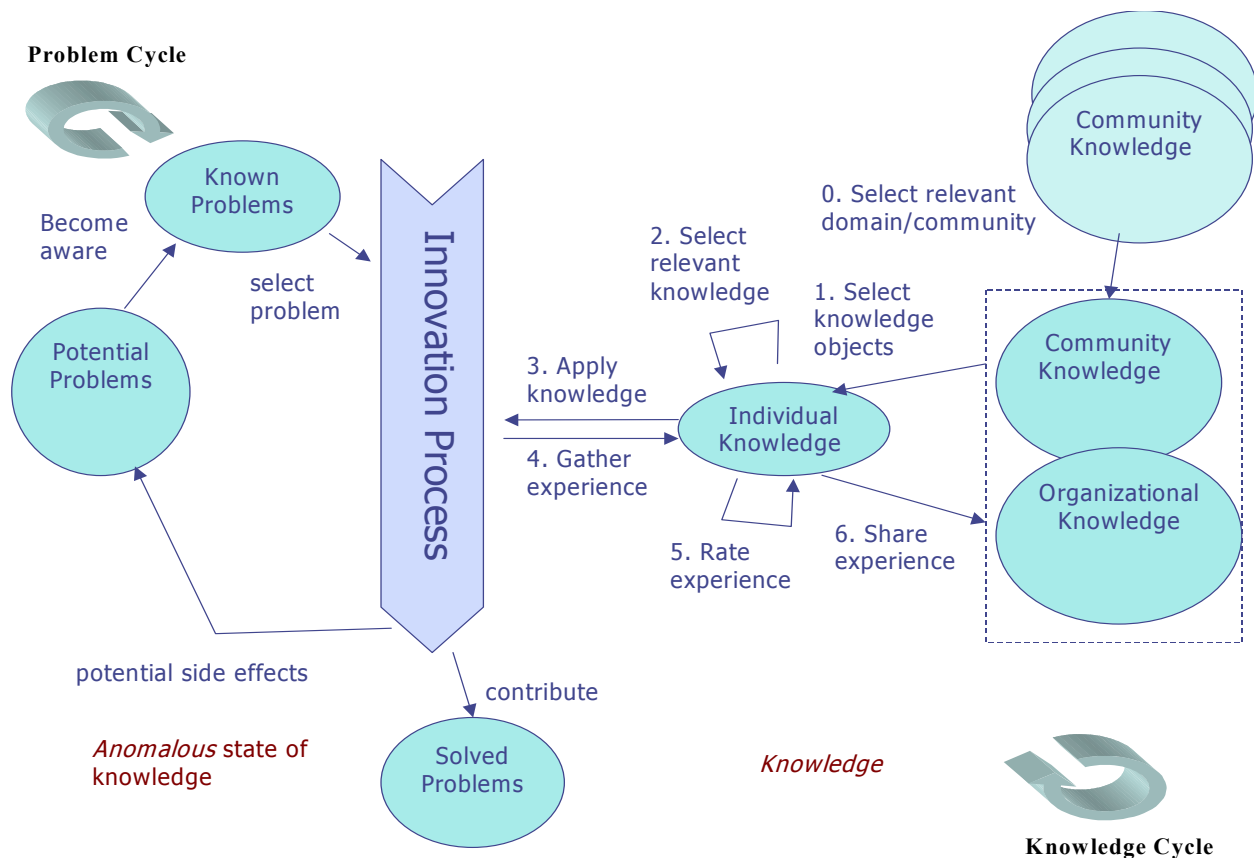 Problem Cycle
Known
Problems
Become
aware
select
problem
Potential
Problems
potential side effects
Anomalous state of
knowledge
Innovation Process
contribute
Solved
Problems
Community
Knowledge
0. Select relevant
domain/community
2. Select
relevant
knowledge
1. Select
knowledge
objects
3. Apply
knowledge
Individual
Knowledge
4. Gather
experience
5. Rate
experience
6. Share
experience
Community
Knowledge
Organizational
Knowledge
Knowledge
Knowledge Cycle